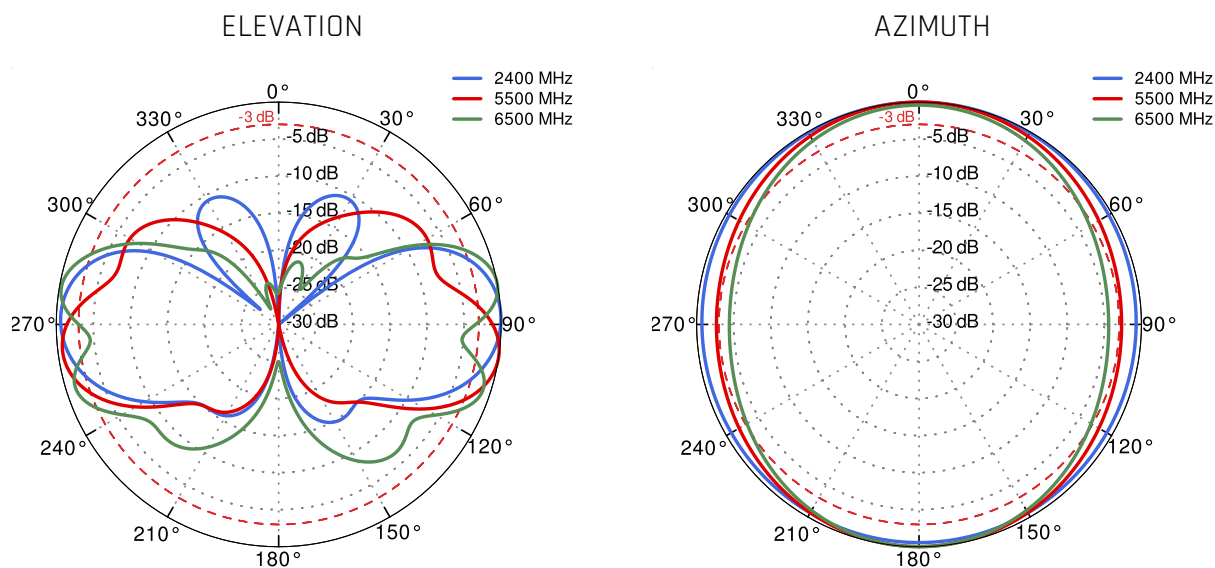 ELEVATION
2400 MHz
5500 MHz
6500 MHz
0°
30°
60°
90°
120°
150°
180°
210°
240°
270°
300°
330°
-3 dB
-5 dB
-10 dB
-15 dB
-20 dB
-25 dB
-30 dB
AZIMUTH
2400 MHz
5500 MHz
6500 MHz
0°
30°
60°
90°
120°
150°
180°
210°
240°
270°
300°
330°
-3 dB
-5 dB
-10 dB
-15 dB
-20 dB
-25 dB
-30 dB